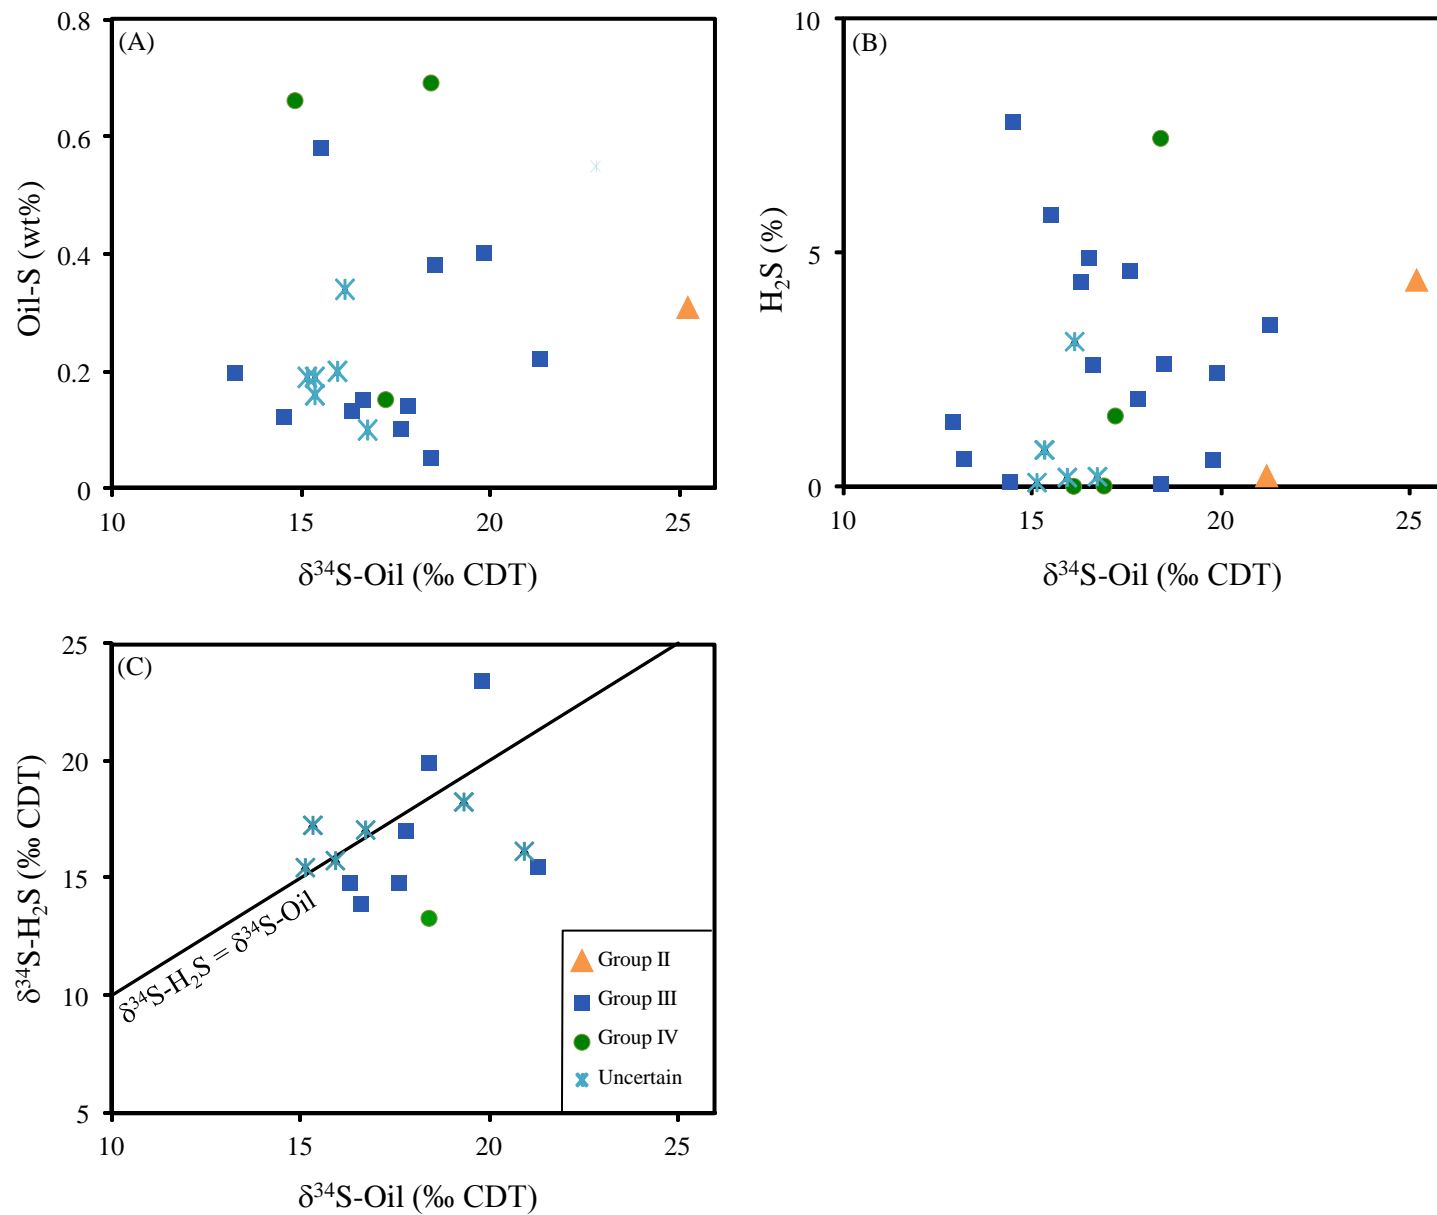 (A)
0.8
0.6
0.4
0.2
0
Oil-S (wt%)
10
15
20
25
δ³⁴S-Oil (‰ CDT)
(B)
10
5
0
H₂S (%)
10
15
20
25
δ³⁴S-Oil (‰ CDT)
(C)
25
20
15
10
5
δ³⁴S-H₂S (‰ CDT)
δ³⁴S-H₂S = δ³⁴S-Oil
Group II
Group III
Group IV
Uncertain
10
15
20
25
δ³⁴S-Oil (‰ CDT)